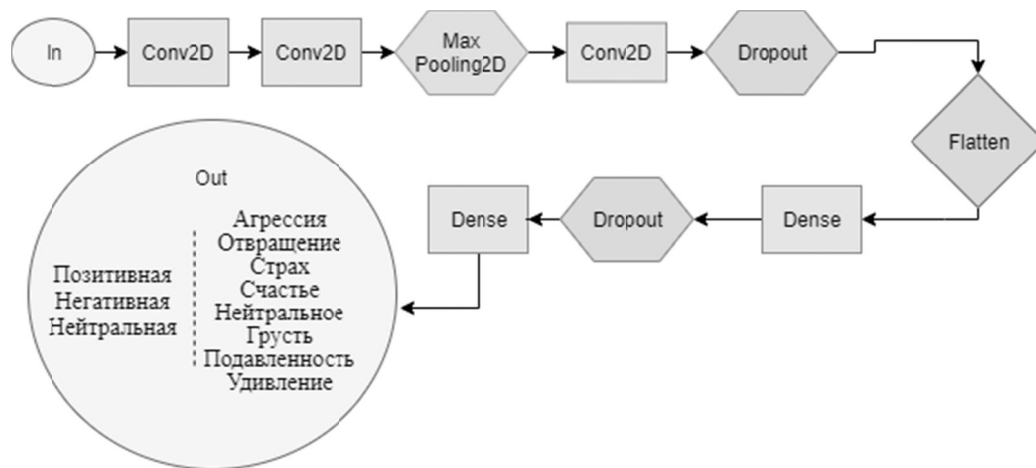 In
Conv2D
Conv2D
Max
Pooling2D
Conv2D
Dropout
Flatten
Dense
Dropout
Dense
Out
Позитивная
Негативная
Нейтральная
Агрессия
Отвращение
Страх
Счастье
Нейтральное
Грусть
Подавленность
Удивление